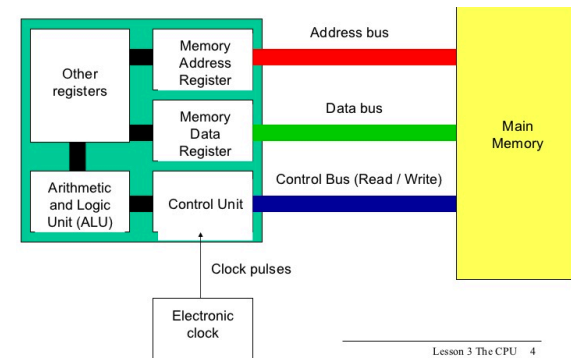 Address bus
Memory
Address
Register
Other
registers
Data bus
Memory
Data
Register
Main
Memory
Control Bus (Read / Write)
Arithmetic
and Logic
Unit (ALU)
Control Unit
Clock pulses
Electronic
clock
Lesson 3 The CPU 4